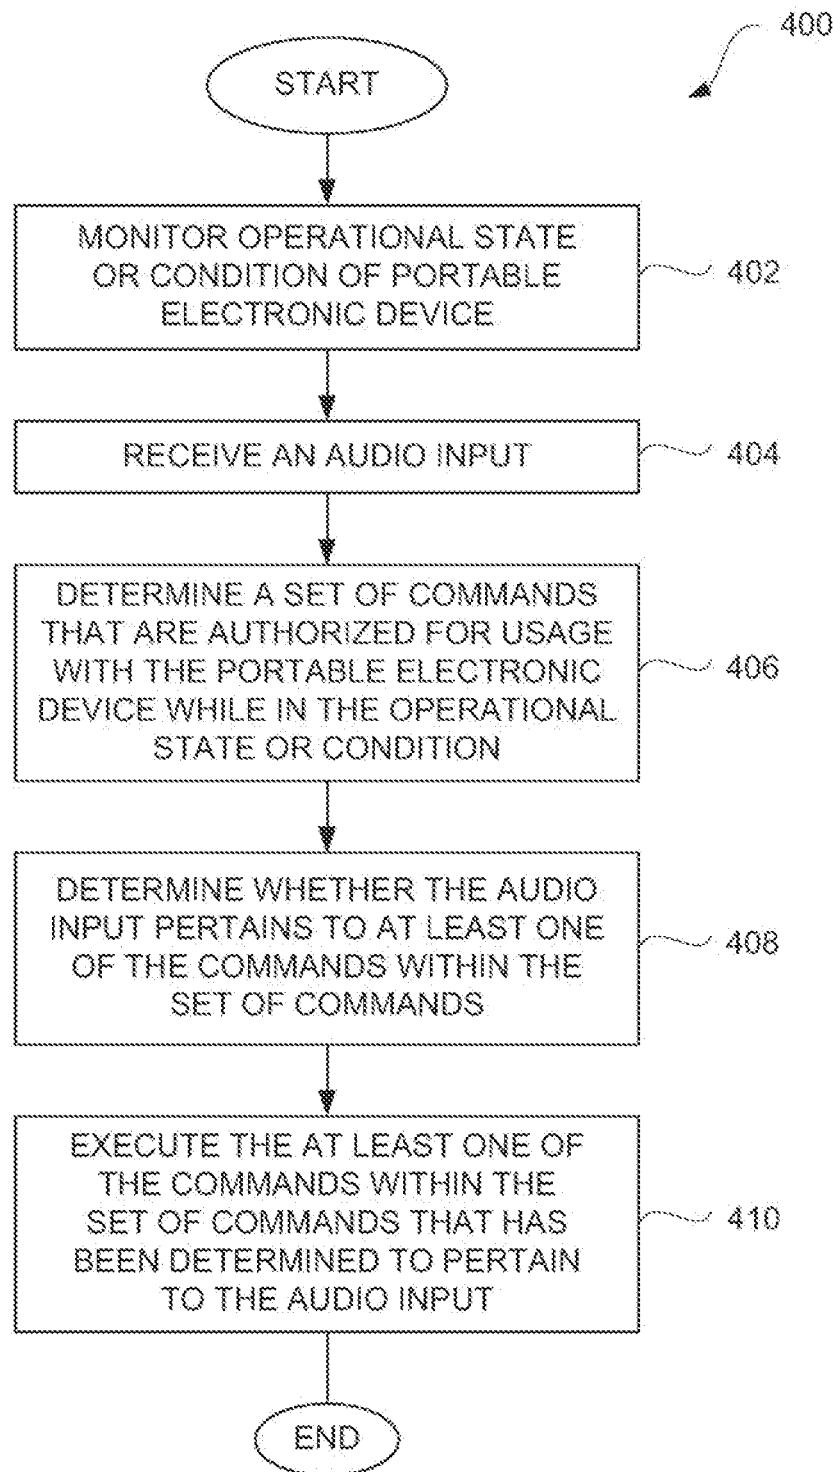 400
START
MONITOR OPERATIONAL STATE
OR CONDITION OF PORTABLE
ELECTRONIC DEVICE
402
RECEIVE AN AUDIO INPUT
404
DETERMINE A SET OF COMMANDS
THAT ARE AUTHORIZED FOR USAGE
WITH THE PORTABLE ELECTRONIC
DEVICE WHILE IN THE OPERATIONAL
STATE OR CONDITION
406
DETERMINE WHETHER THE AUDIO
INPUT PERTAINS TO AT LEAST ONE
OF THE COMMANDS WITHIN THE
SET OF COMMANDS
408
EXECUTE THE AT LEAST ONE OF
THE COMMANDS WITHIN THE
SET OF COMMANDS THAT HAS
BEEN DETERMINED TO PERTAIN
TO THE AUDIO INPUT
410
END